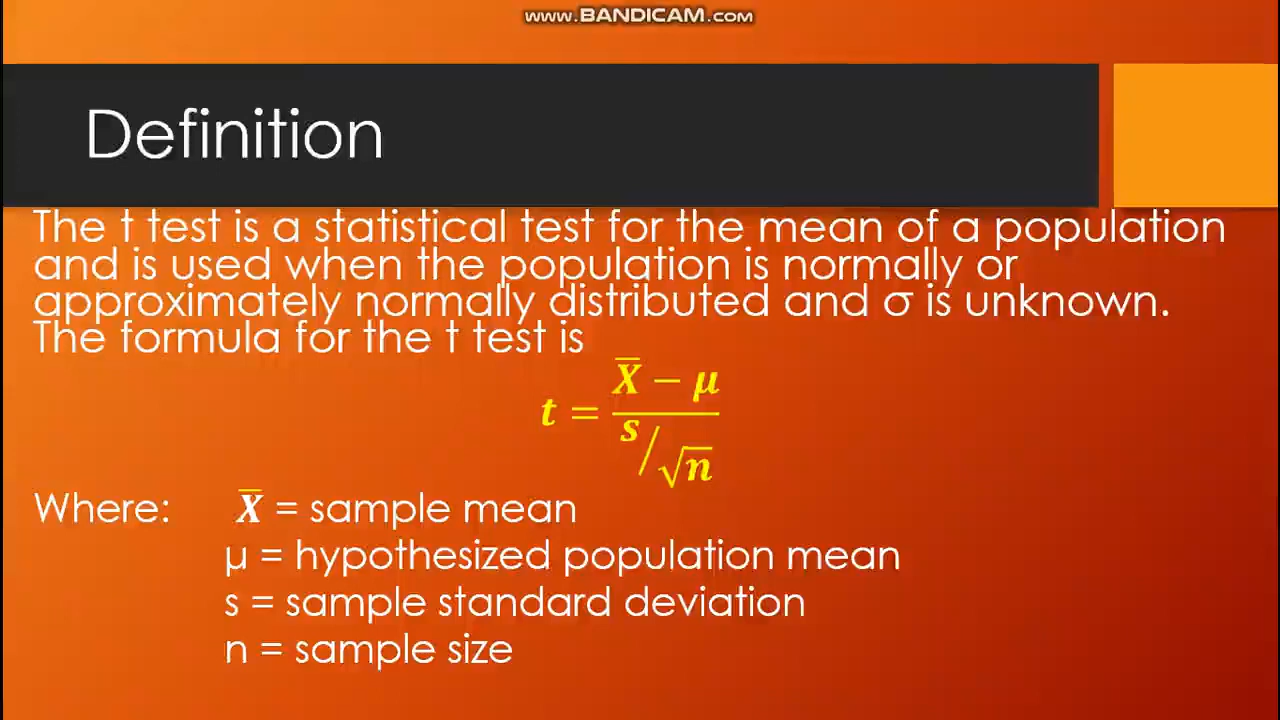 www.BANDICAM.com
Definition
The t test is a statistical test for the mean of a population
and is used when the population is normally or
approximately normally distributed and σ is unknown.
The formula for the t test is
t = (X̅ − μ) / (s/√n)
Where: X̅ = sample mean
μ = hypothesized population mean
s = sample standard deviation
n = sample size